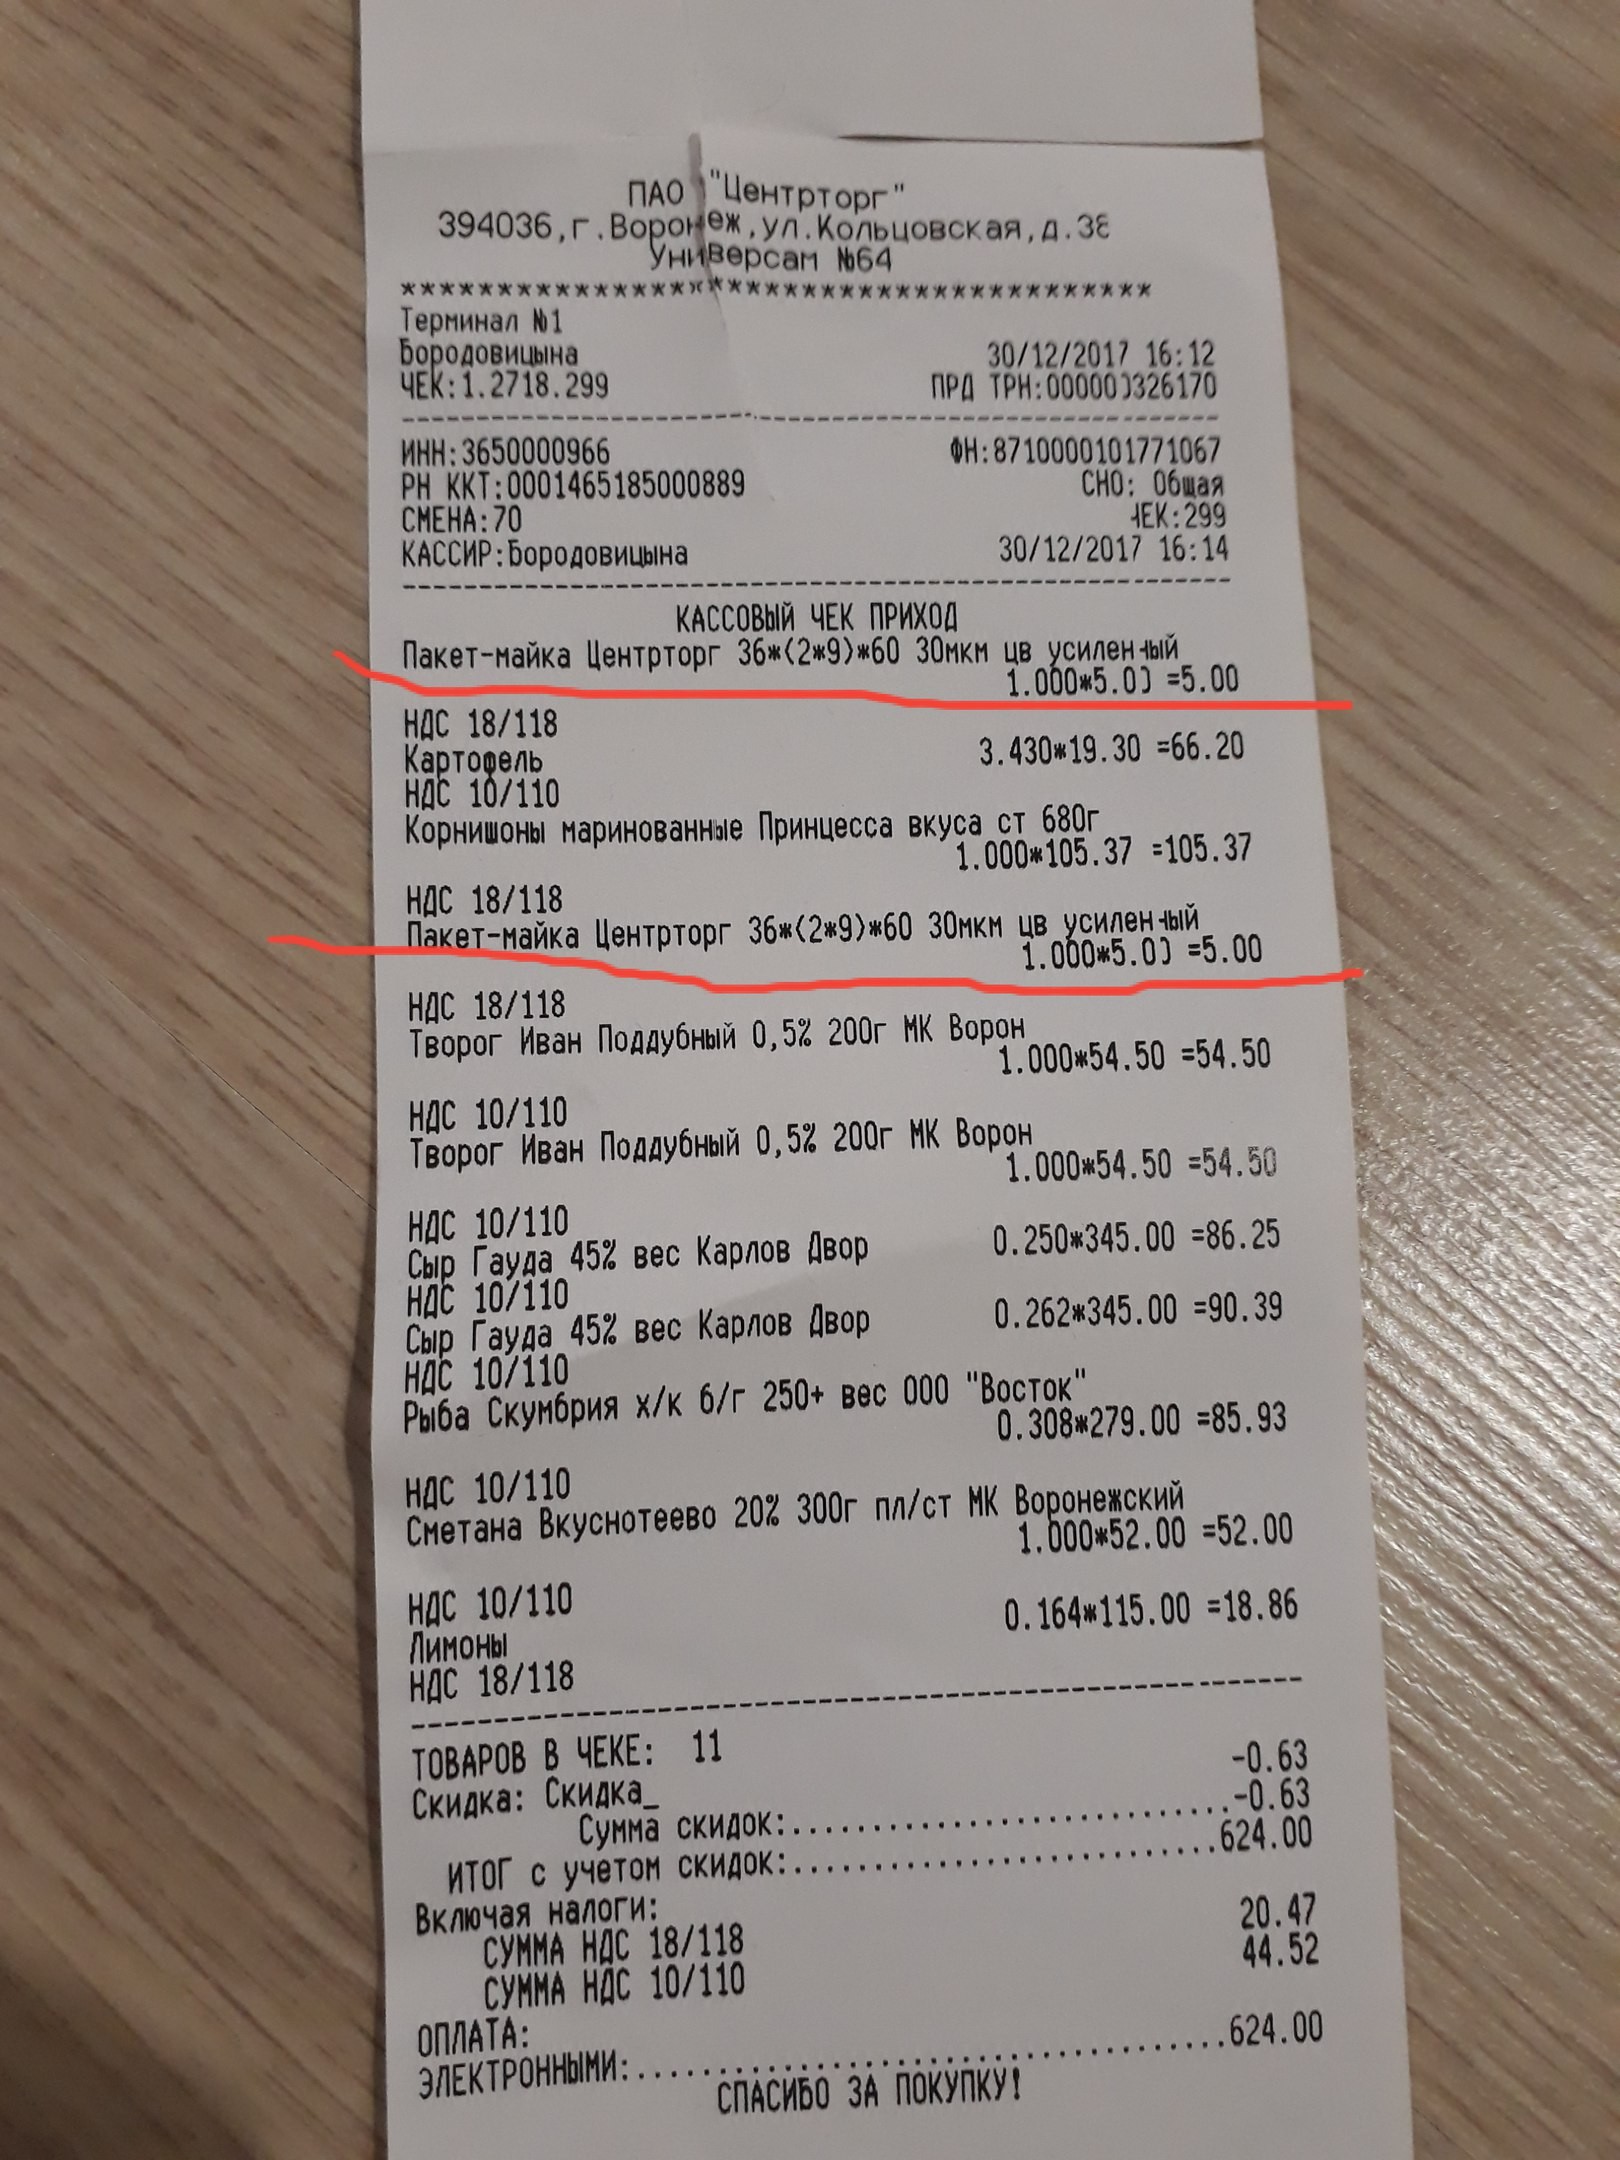 ПАО "Центрторг"
394036,г.Воронеж,ул.Кольцовская,д.38
Универсам №64
****************************************
Терминал №1
Бородовицына 30/12/2017 16:12
ЧЕК:1.2718.299 ПРД ТРН:0000000326170
------------------------------------------
ИНН:3650000966 ФН:8710000101771067
РН ККТ:0001465185000889 СНО: Общая
СМЕНА:70 ЧЕК:299
КАССИР:Бородовицына 30/12/2017 16:14
------------------------------------------
КАССОВЫЙ ЧЕК ПРИХОД
Пакет-майка Центрторг 36*(2*9)*60 30мкм цв усиленный
1.000*5.00 =5.00
НДС 18/118
Картофель 3.430*19.30 =66.20
НДС 10/110
Корнишоны маринованные Принцесса вкуса ст 680г
1.000*105.37 =105.37
НДС 18/118
Пакет-майка Центрторг 36*(2*9)*60 30мкм цв усиленный
1.000*5.00 =5.00
НДС 18/118
Творог Иван Поддубный 0,5% 200г МК Ворон
1.000*54.50 =54.50
НДС 10/110
Творог Иван Поддубный 0,5% 200г МК Ворон
1.000*54.50 =54.50
НДС 10/110
Сыр Гауда 45% вес Карлов Двор 0.250*345.00 =86.25
НДС 10/110
Сыр Гауда 45% вес Карлов Двор 0.262*345.00 =90.39
НДС 10/110
Рыба Скумбрия х/к б/г 250+ вес ООО "Восток"
0.308*279.00 =85.93
НДС 10/110
Сметана Вкуснотеево 20% 300г пл/ст МК Воронежский
1.000*52.00 =52.00
НДС 10/110
Лимоны 0.164*115.00 =18.86
НДС 18/118
------------------------------------------
ТОВАРОВ В ЧЕКЕ: 11
Скидка: Скидка_ -0.63
Сумма скидок:............................-0.63
ИТОГ с учетом скидок:...........................624.00
Включая налоги:
СУММА НДС 18/118 20.47
СУММА НДС 10/110 44.52
ОПЛАТА:
ЭЛЕКТРОННЫМИ:......................................624.00
СПАСИБО ЗА ПОКУПКУ!